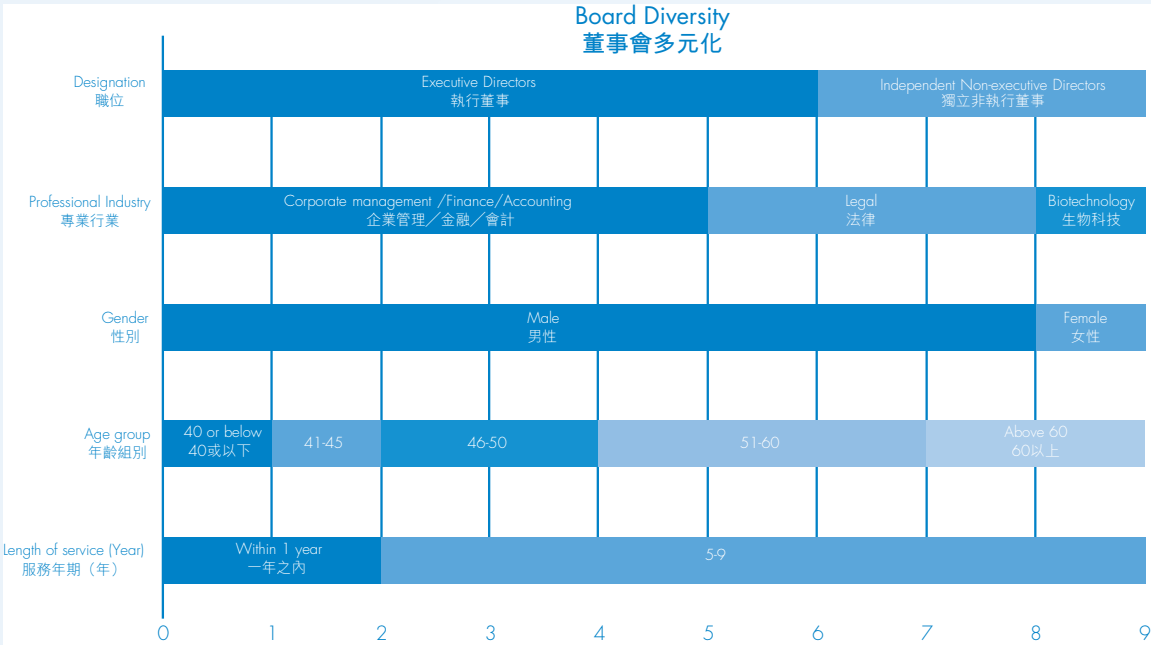 Board Diversity
董事會多元化
Designation
職位
Executive Directors
執行董事
Independent Non-executive Directors
獨立非執行董事
Professional Industry
專業行業
Corporate management /Finance/Accounting
企業管理╱金融╱會計
Legal
法律
Biotechnology
生物科技
Gender
性別
Male
男性
Female
女性
Age group
年齡組別
40 or below
40或以下
41-45
46-50
51-60
Above 60
60以上
Length of service (Year)
服務年期（年）
Within 1 year
一年之內
5-9
0 1 2 3 4 5 6 7 8 9